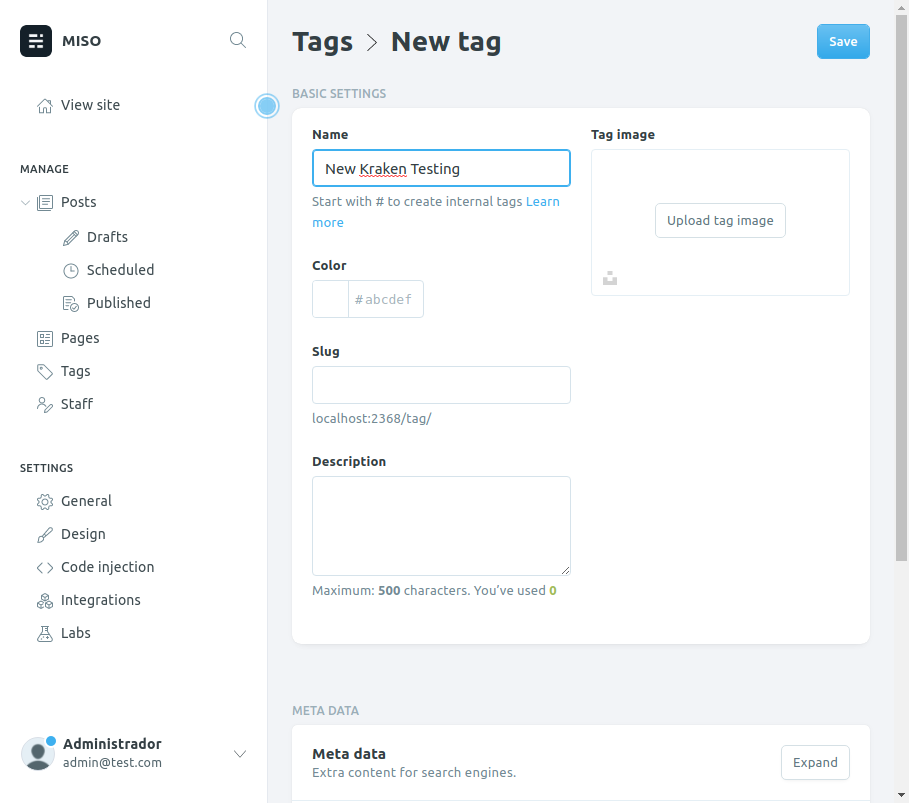 MISO
View site
MANAGE
Posts
Drafts
Scheduled
Published
Pages
Tags
Staff
SETTINGS
General
Design
Code injection
Integrations
Labs
Administrador
admin@test.com
Tags > New tag
Save
BASIC SETTINGS
Name
New Kraken Testing
Start with # to create internal tags Learn
more
Color
#abcdef
Slug
localhost:2368/tag/
Description
Maximum: 500 characters. You’ve used 0
Tag image
Upload tag image
META DATA
Meta data
Extra content for search engines.
Expand